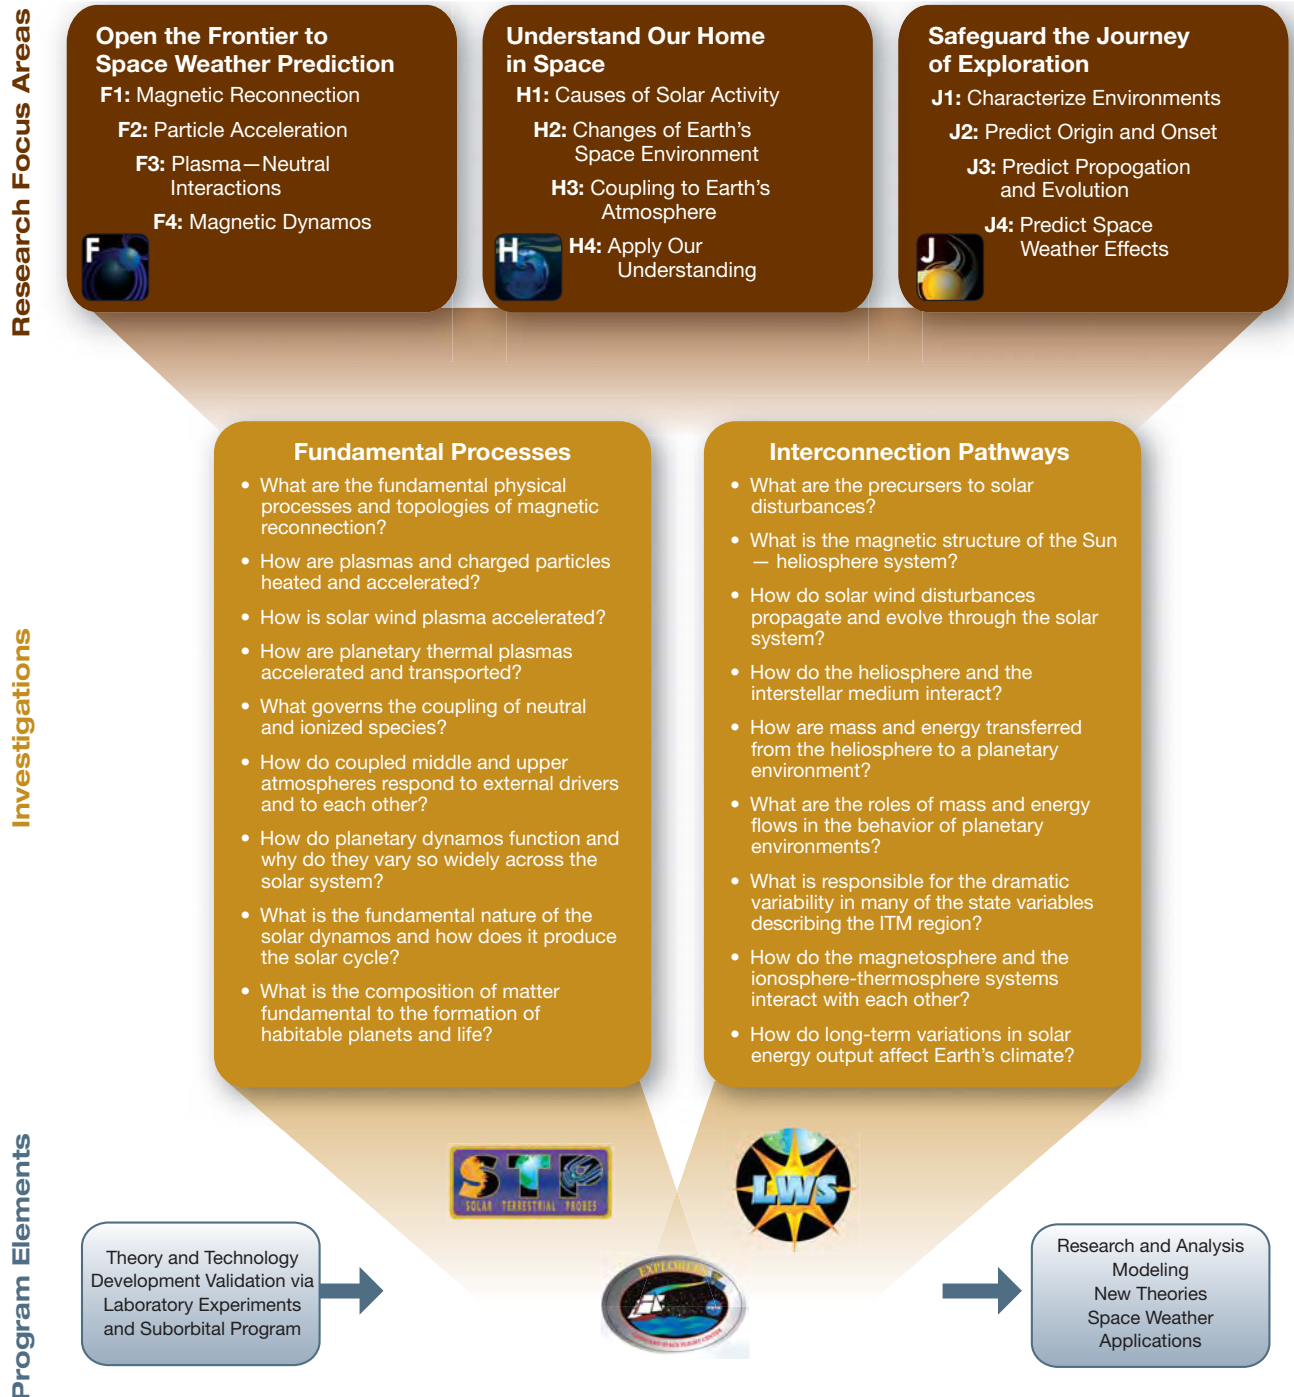 Research Focus Areas
Open the Frontier to
Space Weather Prediction
F1: Magnetic Reconnection
F2: Particle Acceleration
F3: Plasma—Neutral
Interactions
F4: Magnetic Dynamos
F
Understand Our Home
in Space
H1: Causes of Solar Activity
H2: Changes of Earth's
Space Environment
H3: Coupling to Earth's
Atmosphere
H4: Apply Our
Understanding
H
Safeguard the Journey
of Exploration
J1: Characterize Environments
J2: Predict Origin and Onset
J3: Predict Propogation
and Evolution
J4: Predict Space
Weather Effects
J
Investigations
Fundamental Processes
• What are the fundamental physical
processes and topologies of magnetic
reconnection?
• How are plasmas and charged particles
heated and accelerated?
• How is solar wind plasma accelerated?
• How are planetary thermal plasmas
accelerated and transported?
• What governs the coupling of neutral
and ionized species?
• How do coupled middle and upper
atmospheres respond to external drivers
and to each other?
• How do planetary dynamos function and
why do they vary so widely across the
solar system?
• What is the fundamental nature of the
solar dynamos and how does it produce
the solar cycle?
• What is the composition of matter
fundamental to the formation of
habitable planets and life?
Interconnection Pathways
• What are the precursers to solar
disturbances?
• What is the magnetic structure of the Sun
— heliosphere system?
• How do solar wind disturbances
propagate and evolve through the solar
system?
• How do the heliosphere and the
interstellar medium interact?
• How are mass and energy transferred
from the heliosphere to a planetary
environment?
• What are the roles of mass and energy
flows in the behavior of planetary
environments?
• What is responsible for the dramatic
variability in many of the state variables
describing the ITM region?
• How do the magnetosphere and the
ionosphere-thermosphere systems
interact with each other?
• How do long-term variations in solar
energy output affect Earth's climate?
Program Elements
STP
SOLAR TERRESTRIAL PROBES
LWS
EXPLORERS
GODDARD SPACE FLIGHT CENTER
Theory and Technology
Development Validation via
Laboratory Experiments
and Suborbital Program
Research and Analysis
Modeling
New Theories
Space Weather
Applications